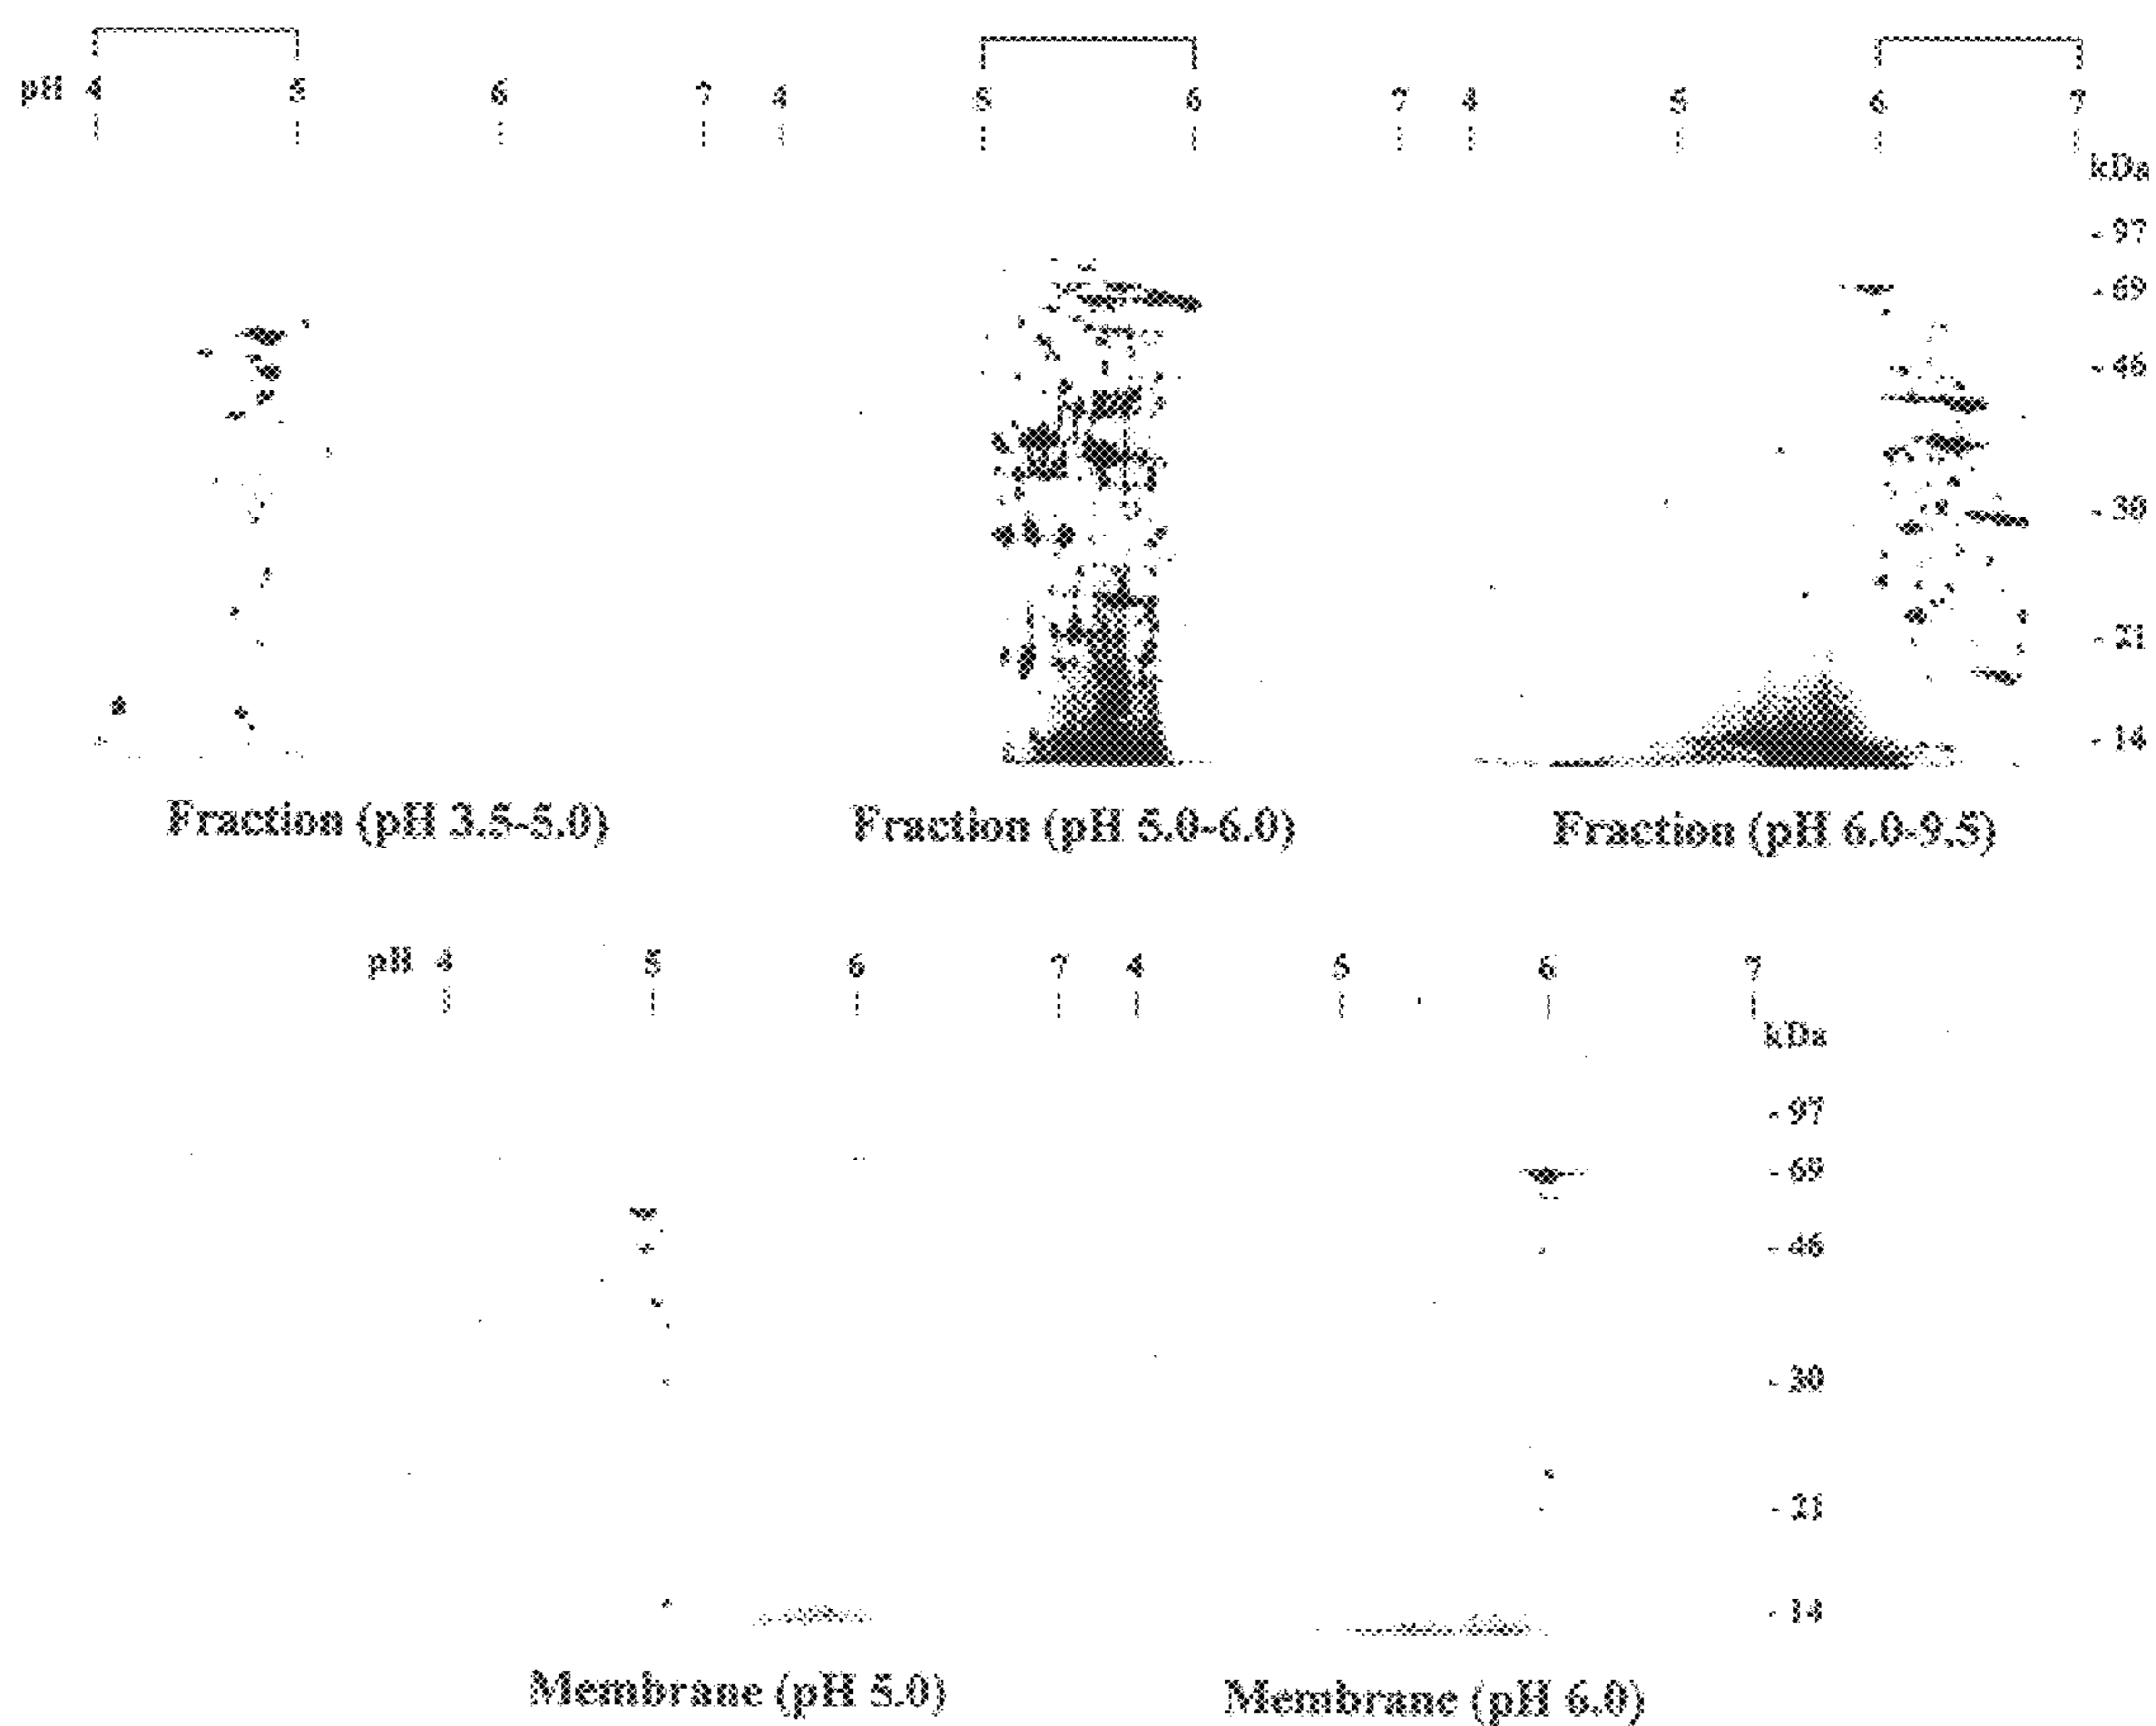 pH 4 5 6 7 4 5 6 7 4 5 6 7
kDa
- 97
- 69
- 46
- 30
- 21
- 14
Fraction (pH 3.5-5.0) Fraction (pH 5.0-6.0) Fraction (pH 6.0-9.5)
pH 4 5 6 7 4 5 6 7
kDa
- 97
- 69
- 46
- 30
- 21
- 14
Membrane (pH 5.0) Membrane (pH 6.0)